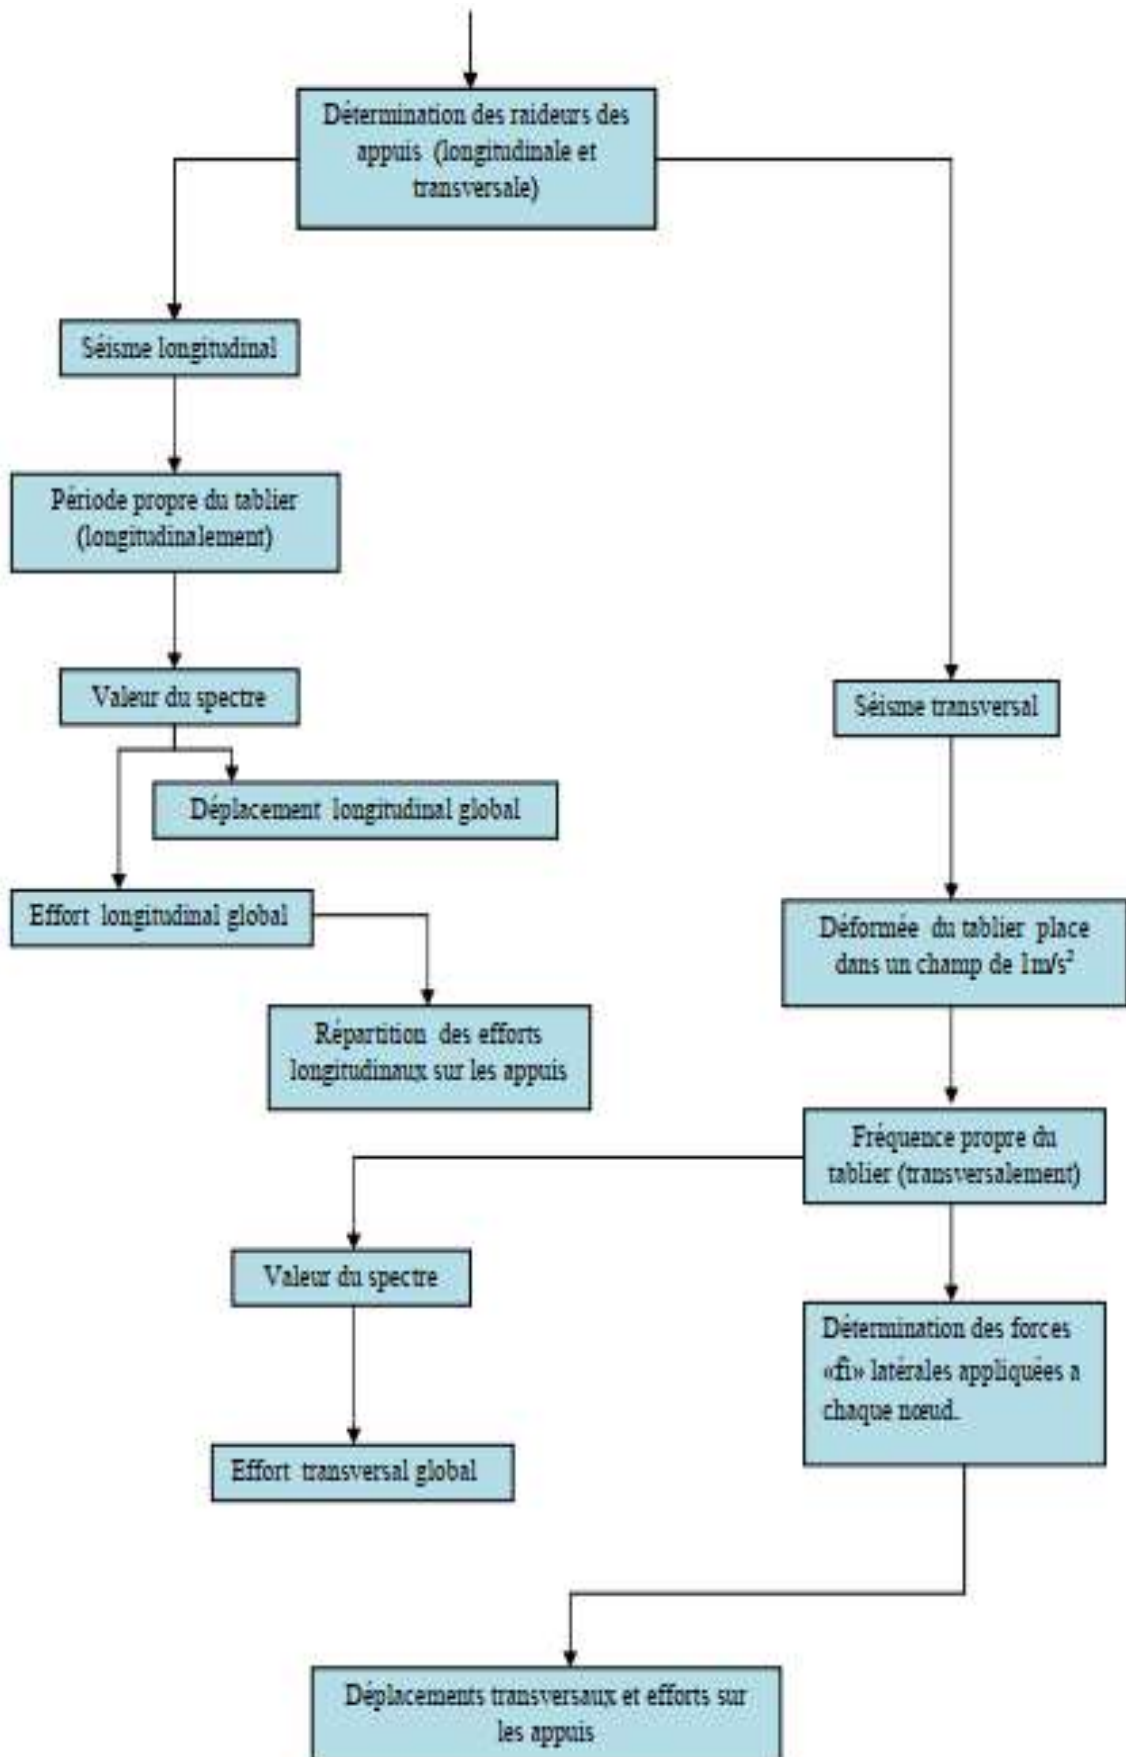 Détermination des raideurs des
appuis (longitudinale et
transversale)
Séisme longitudinal
Période propre du tablier
(longitudinalement)
Valeur du spectre
Séisme transversal
Déplacement longitudinal global
Effort longitudinal global
Déformée du tablier place
dans un champ de 1m/s²
Répartition des efforts
longitudinaux sur les appuis
Fréquence propre du
tablier (transversalement)
Valeur du spectre
Détermination des forces
«fi» latérales appliquées a
chaque nœud.
Effort transversal global
Déplacements transversaux et efforts sur
les appuis